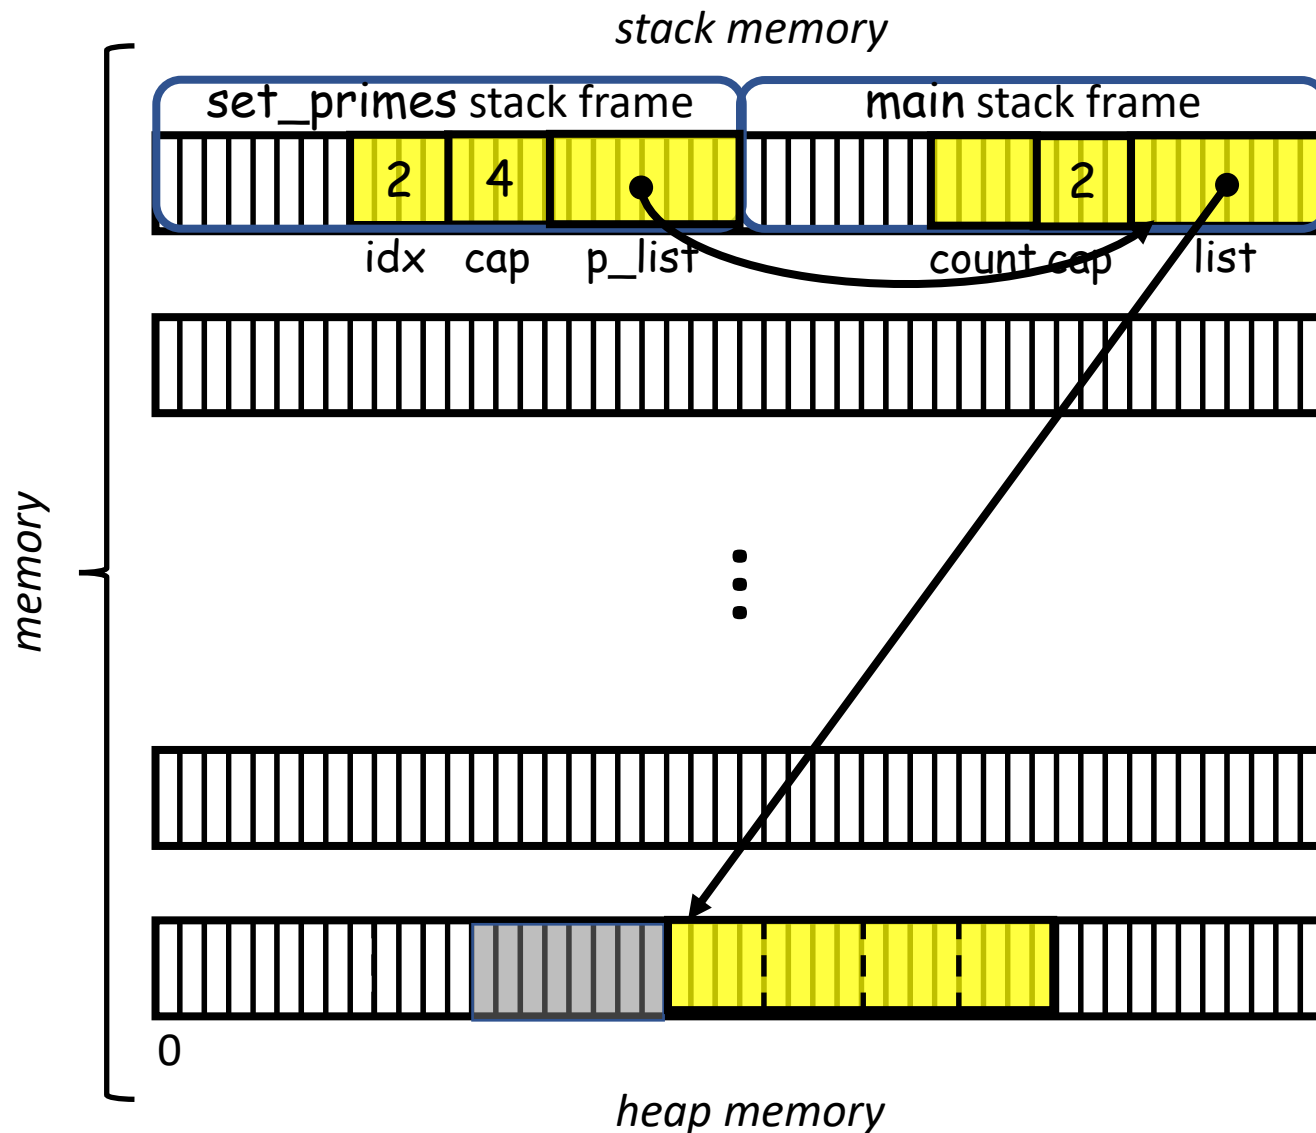 stack memory
set_primes stack frame main stack frame
2 4 2
idx cap p_list count cap list
memory
0
heap memory